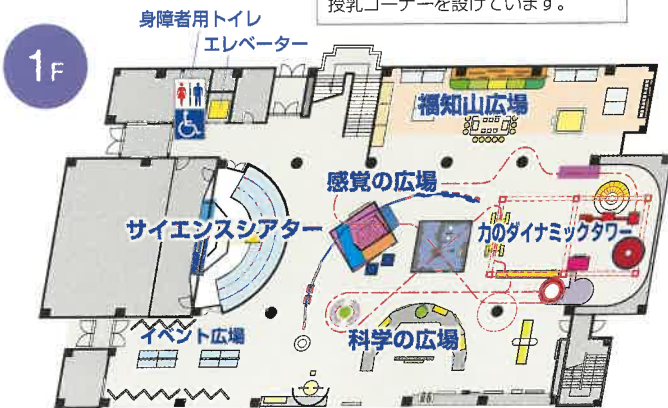 授乳コーナーを設けています。
身障者用トイレ
エレベーター
1F
福知山広場
感覚の広場
サイエンスシアター
力のダイナミックタワー
イベント広場
科学の広場